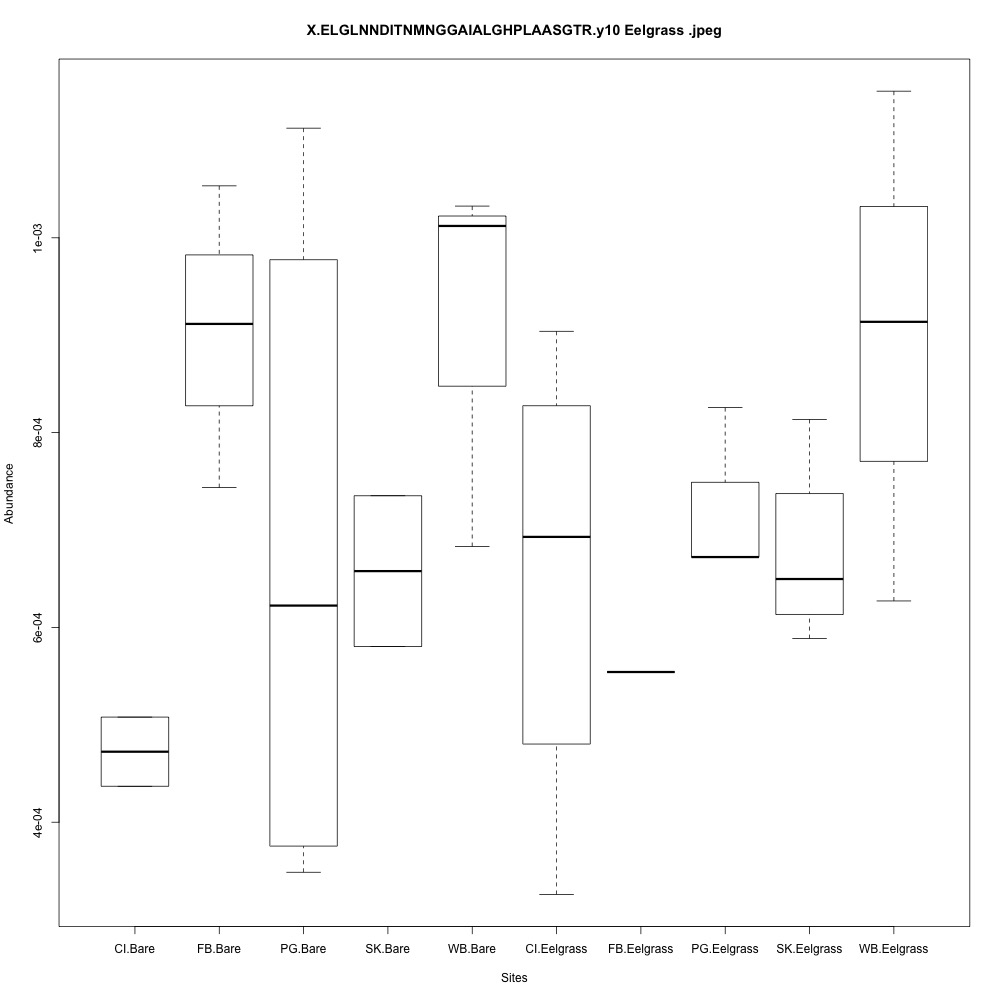 X.ELGLNNDITNMNGGAIALGHPLAASGTR.y10 Eelgrass .jpeg
Abundance
1e-03
8e-04
6e-04
4e-04
CI.Bare FB.Bare PG.Bare SK.Bare WB.Bare CI.Eelgrass FB.Eelgrass PG.Eelgrass SK.Eelgrass WB.Eelgrass
Sites